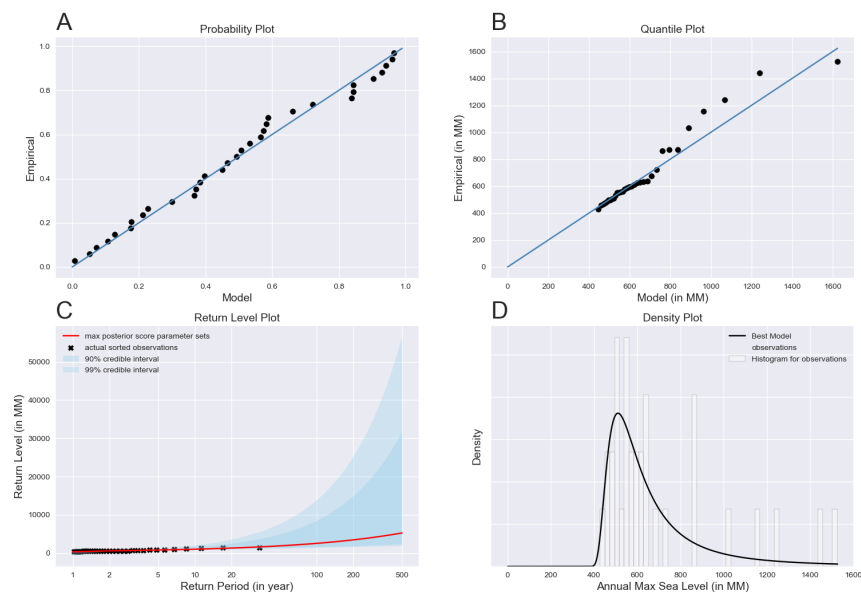 A
Probability Plot
1.0
0.8
0.6
0.4
0.2
0.0
Empirical
0.0 0.2 0.4 0.6 0.8 1.0
Model
B
Quantile Plot
1600
1400
1200
1000
800
600
400
200
0
Empirical (in MM)
0 200 400 600 800 1000 1200 1400 1600
Model (in MM)
C
Return Level Plot
max posterior score parameter sets
actual sorted observations
90% credible interval
99% credible interval
50000
40000
30000
20000
10000
0
Return Level (in MM)
1 2 5 10 20 100 200 500
Return Period (in year)
D
Density Plot
Best Model
observations
Histogram for observations
Density
0 200 400 600 800 1000 1200 1400 1600
Annual Max Sea Level (in MM)